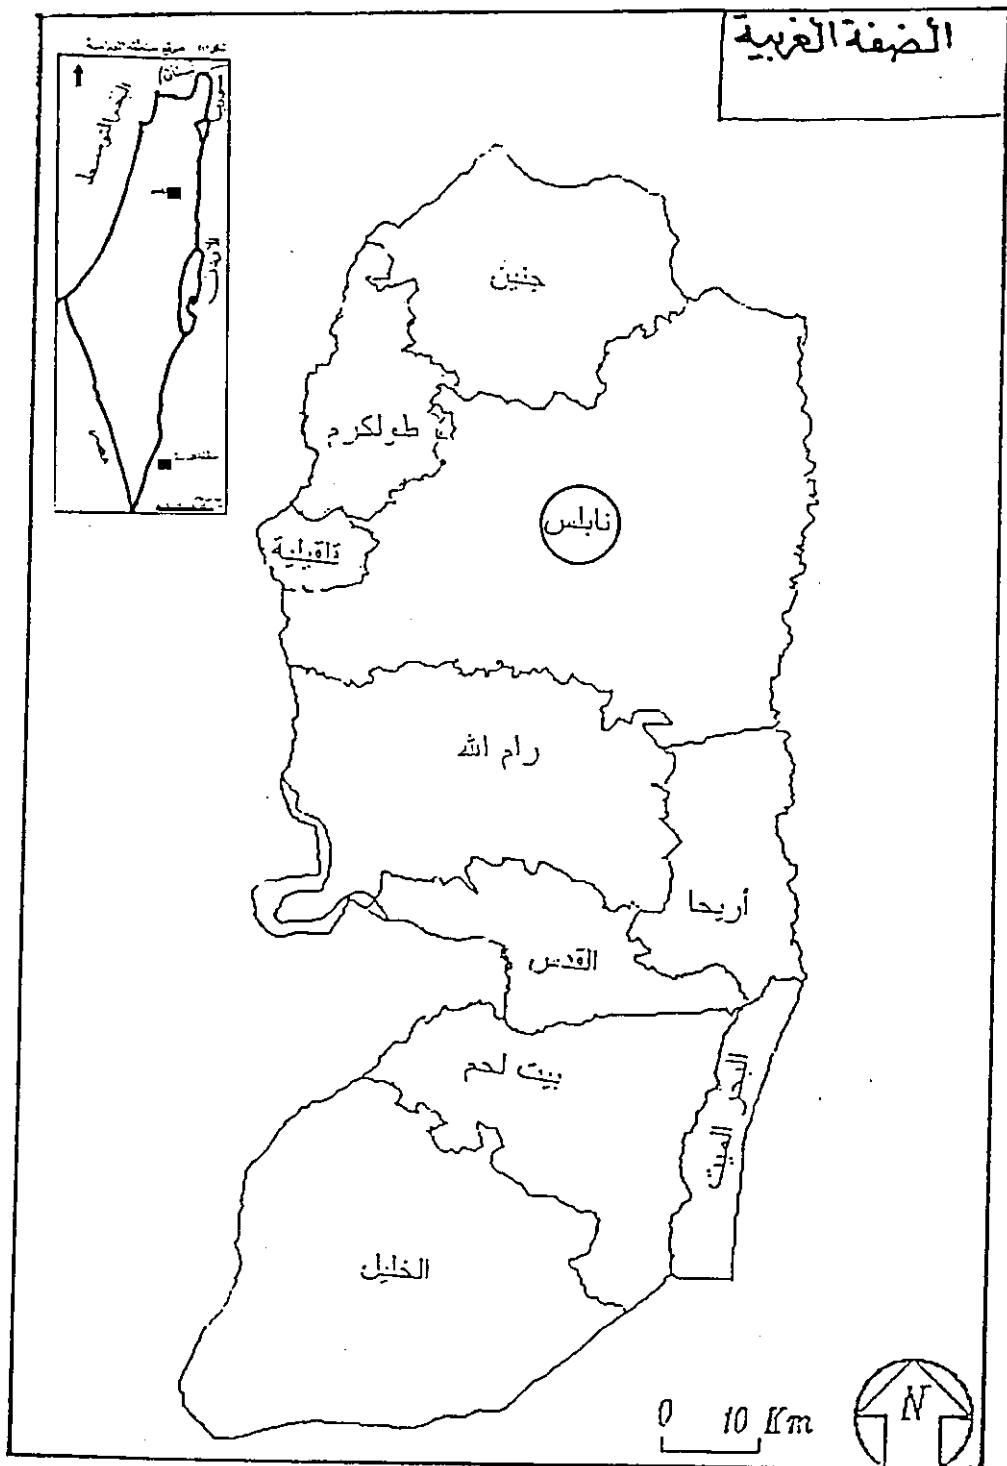 الضفة الغربية
البحر المتوسط
جنين
طولكرم
نابلس
قلقيلية
رام الله
أريحا
القدس
بيت لحم
البحر الميت
الخليل
0 10 Km
N